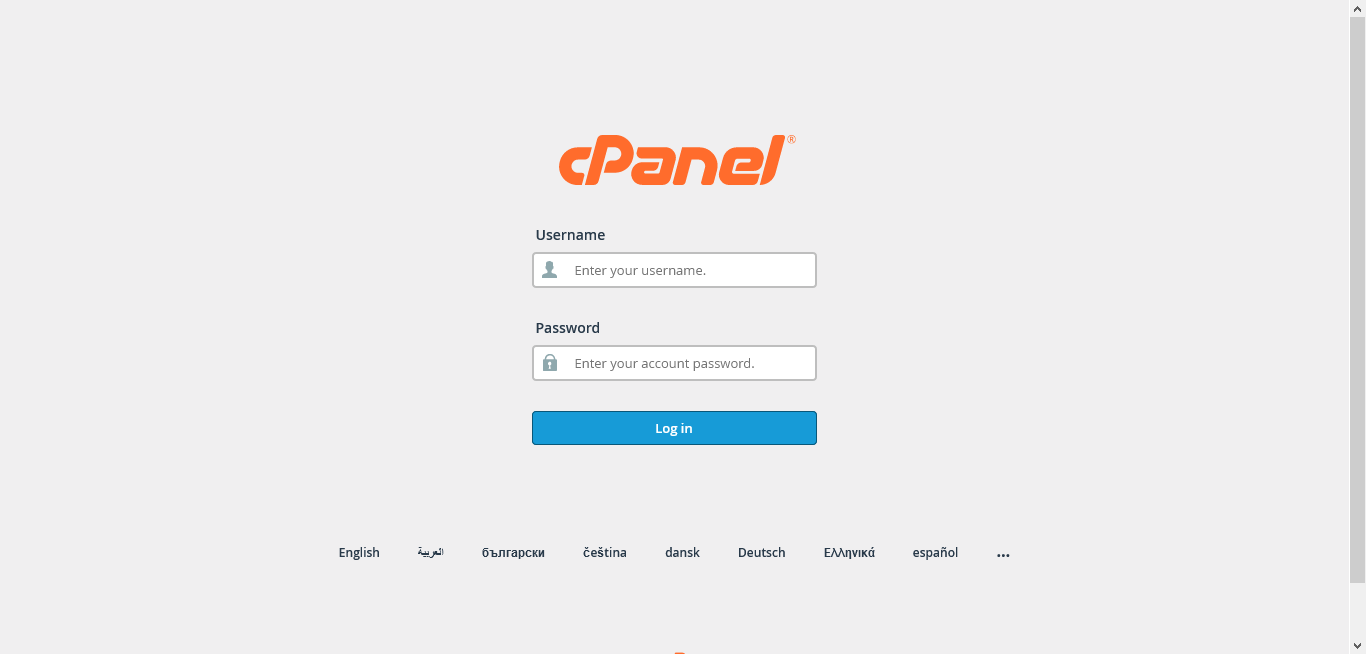 cPanel®
Username
Enter your username.
Password
Enter your account password.
Log in
English العربية български čeština dansk Deutsch Ελληνικά español ...